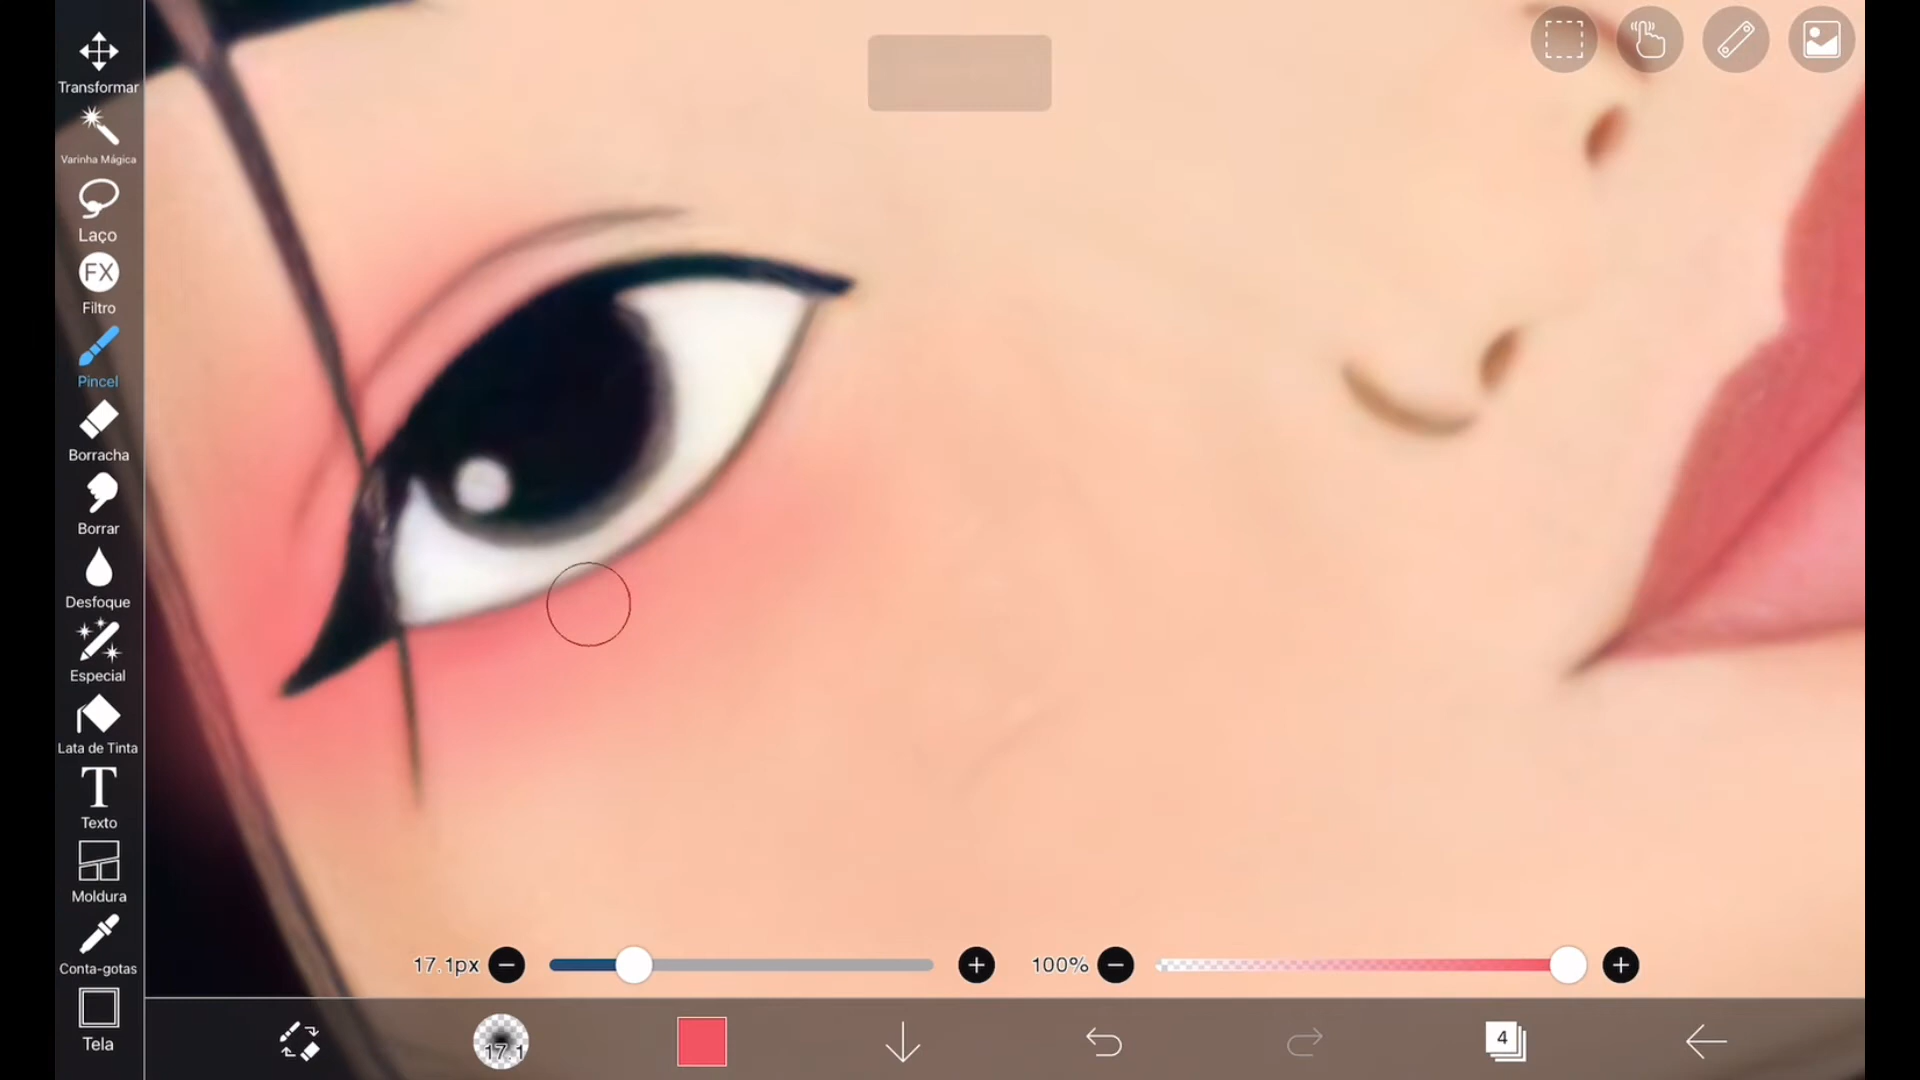 Transformar
Varinha Mágica
Laço
FX
Filtro
Pincel
Borracha
Borrar
Desfoque
Especial
Lata de Tinta
T
Texto
Moldura
Conta-gotas
Tela
17.1px
100%
17.1
4